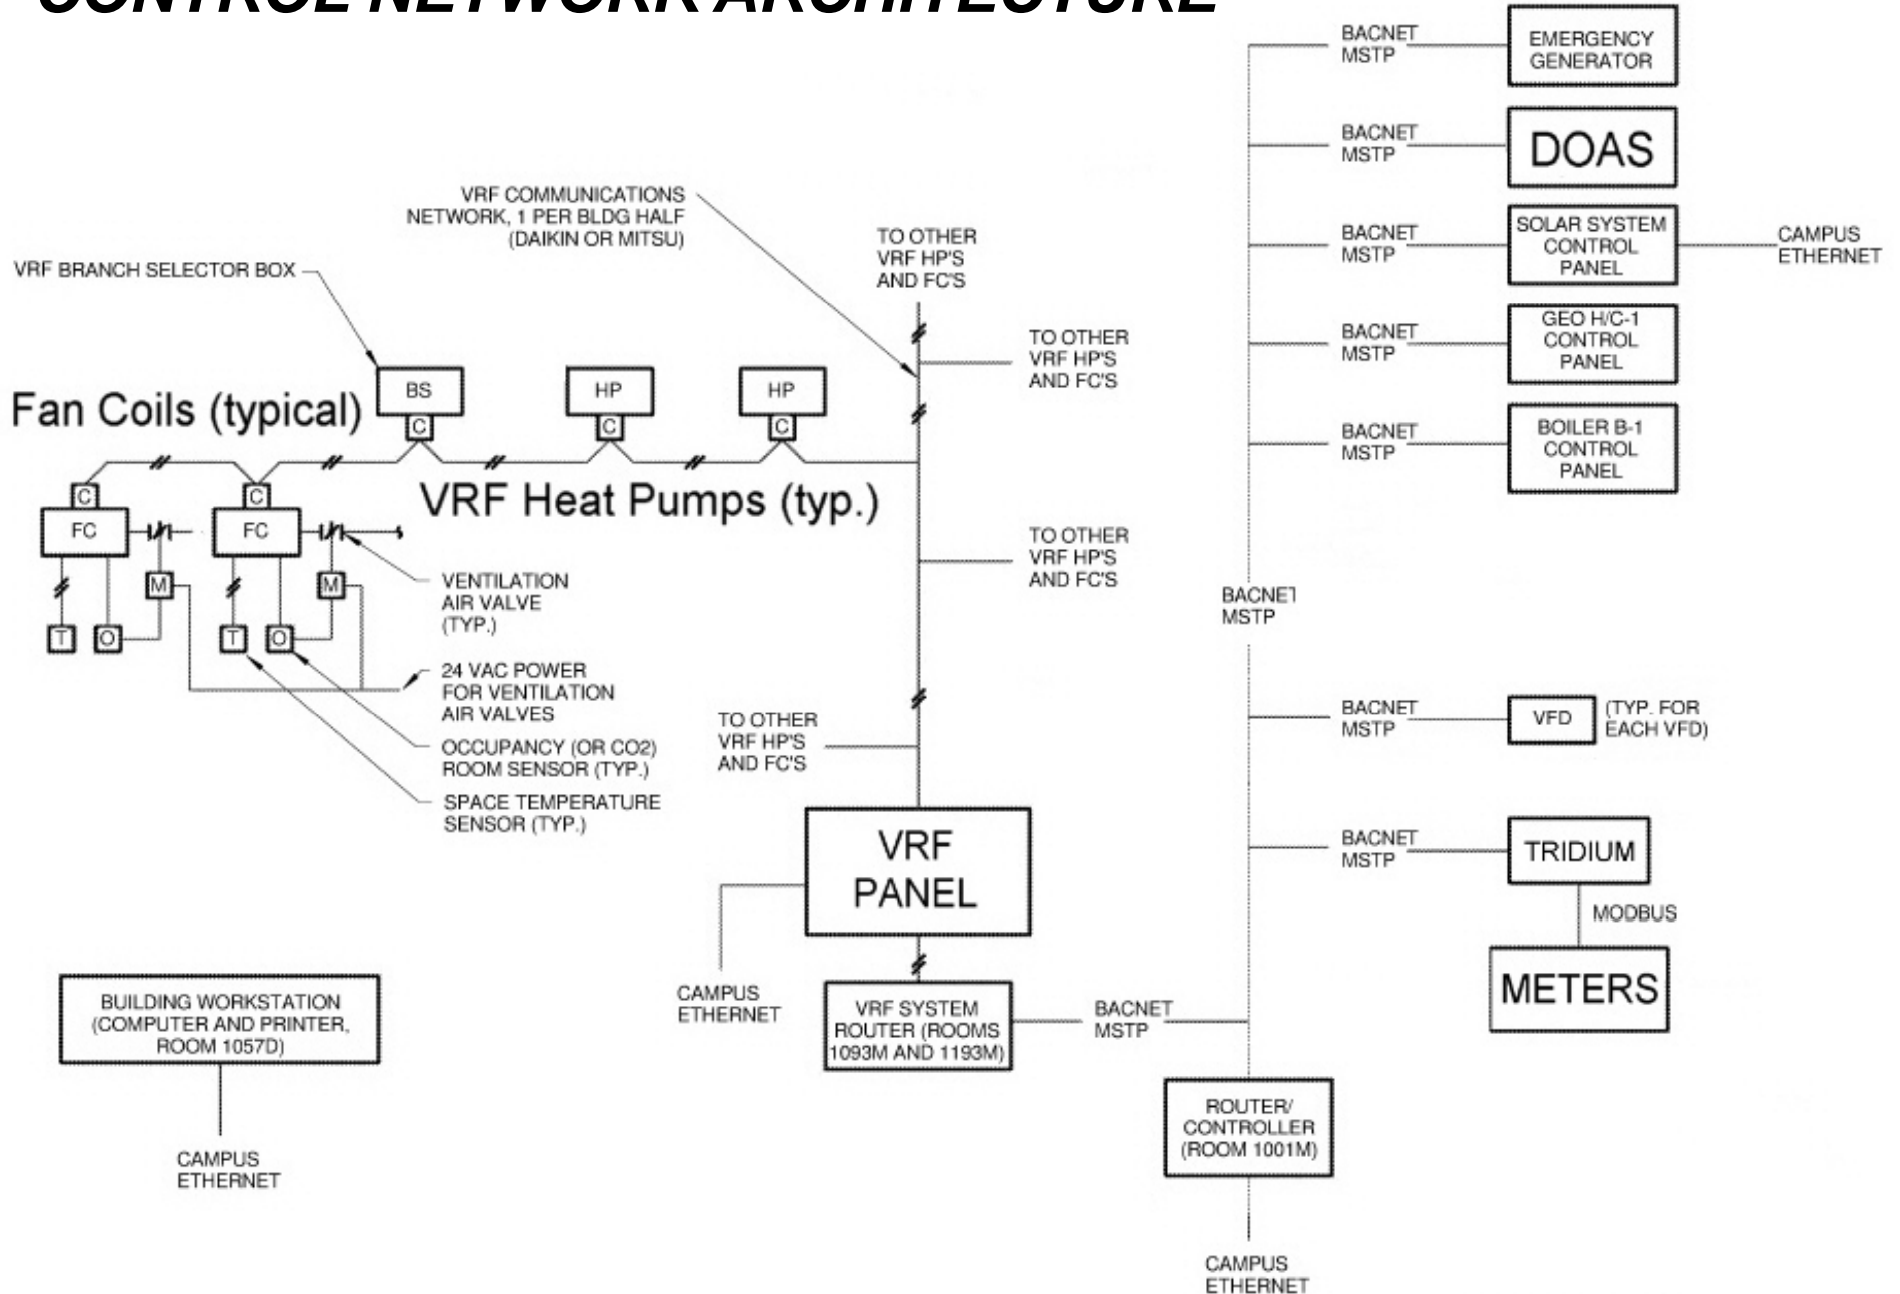 CONTROL NETWORK ARCHITECTURE
BACNET
MSTP
EMERGENCY
GENERATOR
BACNET
MSTP
DOAS
BACNET
MSTP
SOLAR SYSTEM
CONTROL
PANEL
CAMPUS
ETHERNET
BACNET
MSTP
GEO H/C-1
CONTROL
PANEL
BACNET
MSTP
BOILER B-1
CONTROL
PANEL
VRF COMMUNICATIONS
NETWORK, 1 PER BLDG HALF
(DAIKIN OR MITSU)
TO OTHER
VRF HP'S
AND FC'S
VRF BRANCH SELECTOR BOX
TO OTHER
VRF HP'S
AND FC'S
BS
HP
HP
C
C
C
Fan Coils (typical)
VRF Heat Pumps (typ.)
C
C
FC
FC
M
M
T
O
T
O
VENTILATION
AIR VALVE
(TYP.)
24 VAC POWER
FOR VENTILATION
AIR VALVES
OCCUPANCY (OR CO2)
ROOM SENSOR (TYP.)
SPACE TEMPERATURE
SENSOR (TYP.)
TO OTHER
VRF HP'S
AND FC'S
BACNET
MSTP
TO OTHER
VRF HP'S
AND FC'S
BACNET
MSTP
VFD
(TYP. FOR
EACH VFD)
VRF
PANEL
BACNET
MSTP
TRIDIUM
MODBUS
METERS
CAMPUS
ETHERNET
VRF SYSTEM
ROUTER (ROOMS
1093M AND 1193M)
BACNET
MSTP
BUILDING WORKSTATION
(COMPUTER AND PRINTER,
ROOM 1057D)
CAMPUS
ETHERNET
ROUTER/
CONTROLLER
(ROOM 1001M)
CAMPUS
ETHERNET